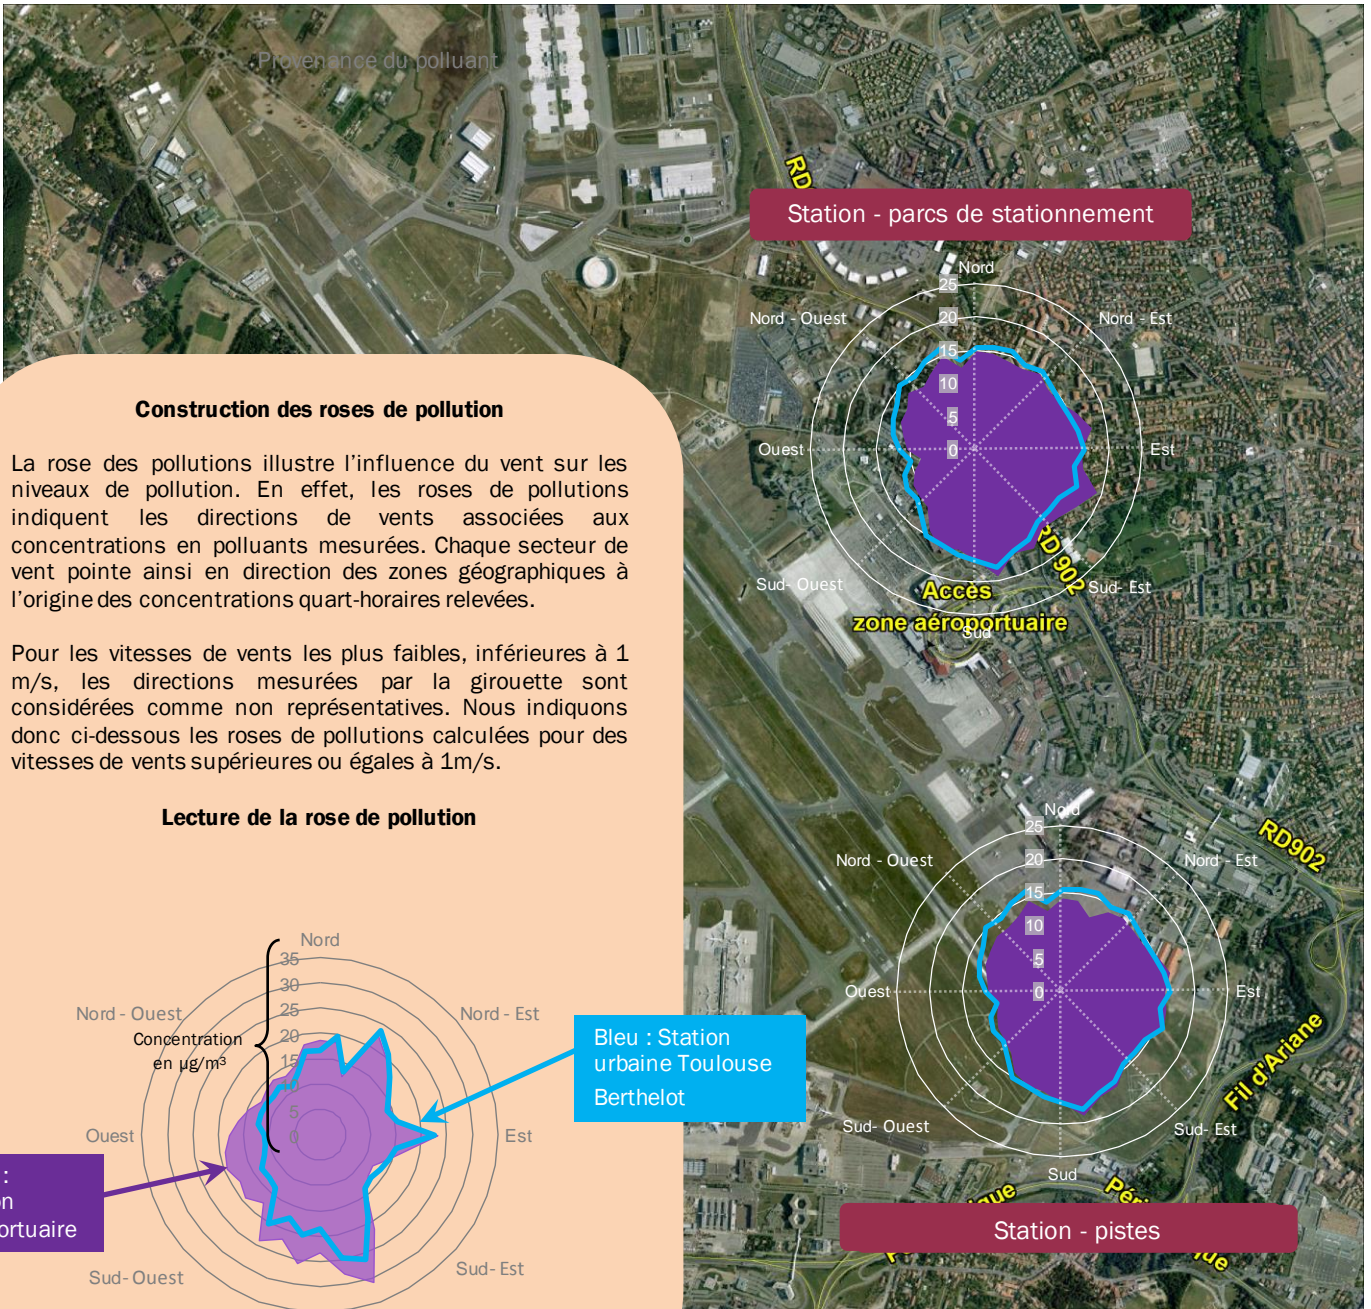 Provenance du polluant
RD
Station - parcs de stationnement
Nord
25
Nord - Ouest
20
Nord - Est
15
10
5
Ouest
0
Est
RD902
Sud- Ouest
Accès
Sud- Est
zone aéroportuaire
Sud
Construction des roses de pollution
La rose des pollutions illustre l’influence du vent sur les
niveaux de pollution. En effet, les roses de pollutions
indiquent les directions de vents associées aux
concentrations en polluants mesurées. Chaque secteur de
vent pointe ainsi en direction des zones géographiques à
l’origine des concentrations quart-horaires relevées.
Pour les vitesses de vents les plus faibles, inférieures à 1
m/s, les directions mesurées par la girouette sont
considérées comme non représentatives. Nous indiquons
donc ci-dessous les roses de pollutions calculées pour des
vitesses de vents supérieures ou égales à 1m/s.
Lecture de la rose de pollution
Nord
35
30
25
Nord - Ouest
Nord - Est
20
Concentration
en µg/m³
15
10
5
Ouest
0
Est
Sud- Ouest
Sud- Est
:
on
ortuaire
Bleu : Station
urbaine Toulouse
Berthelot
Nord
25
RD902
Nord - Ouest
20
Nord - Est
15
10
5
Ouest
0
Est
Fil d'Ariane
Sud- Ouest
Sud- Est
Sud
ique
Péri
Station - pistes
que